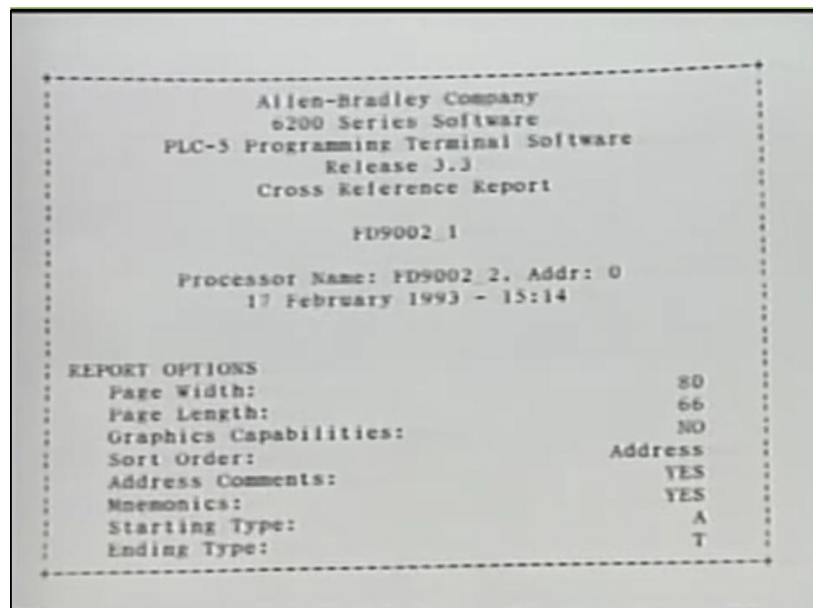 Allen-Bradley Company
6200 Series Software
PLC-5 Programming Terminal Software
Release 3.3
Cross Reference Report
FD9002_1
Processor Name: FD9002_2, Addr: 0
17 February 1993 - 15:14
REPORT OPTIONS
Page Width: 80
Page Length: 66
Graphics Capabilities: NO
Sort Order: Address
Address Comments: YES
Mnemonics: YES
Starting Type: A
Ending Type: T